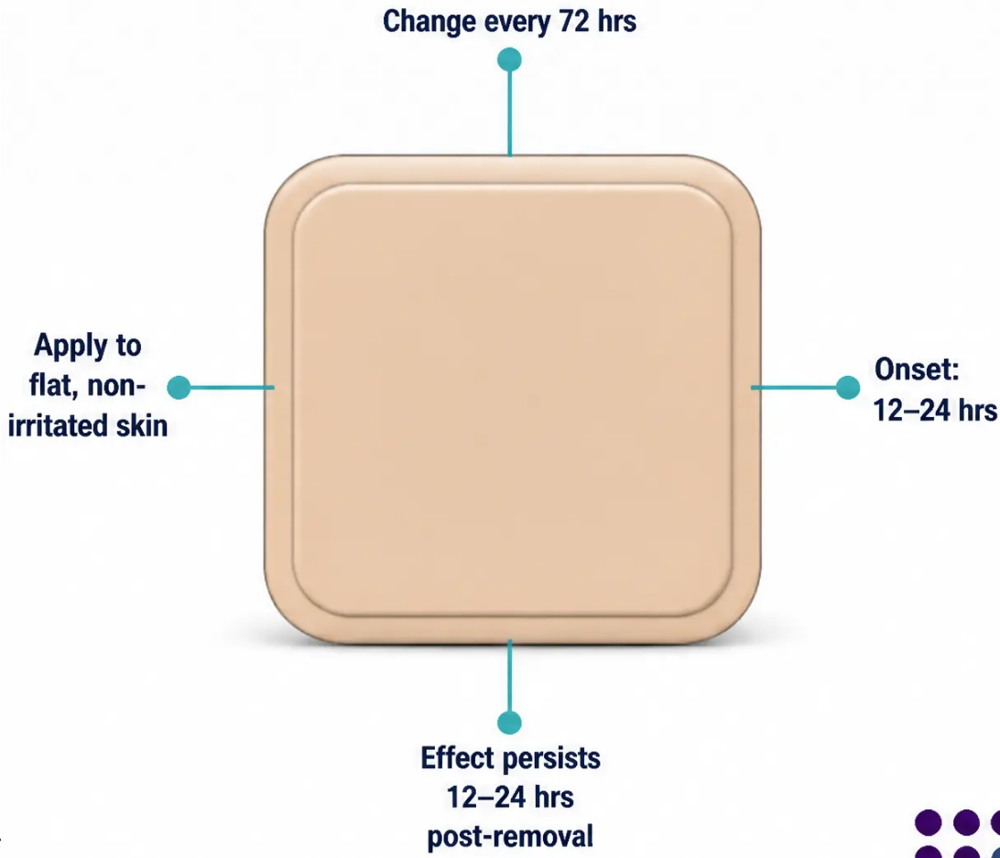 Change every 72 hrs
Apply to
flat, non-
irritated skin
Onset:
12–24 hrs
Effect persists
12–24 hrs
post-removal